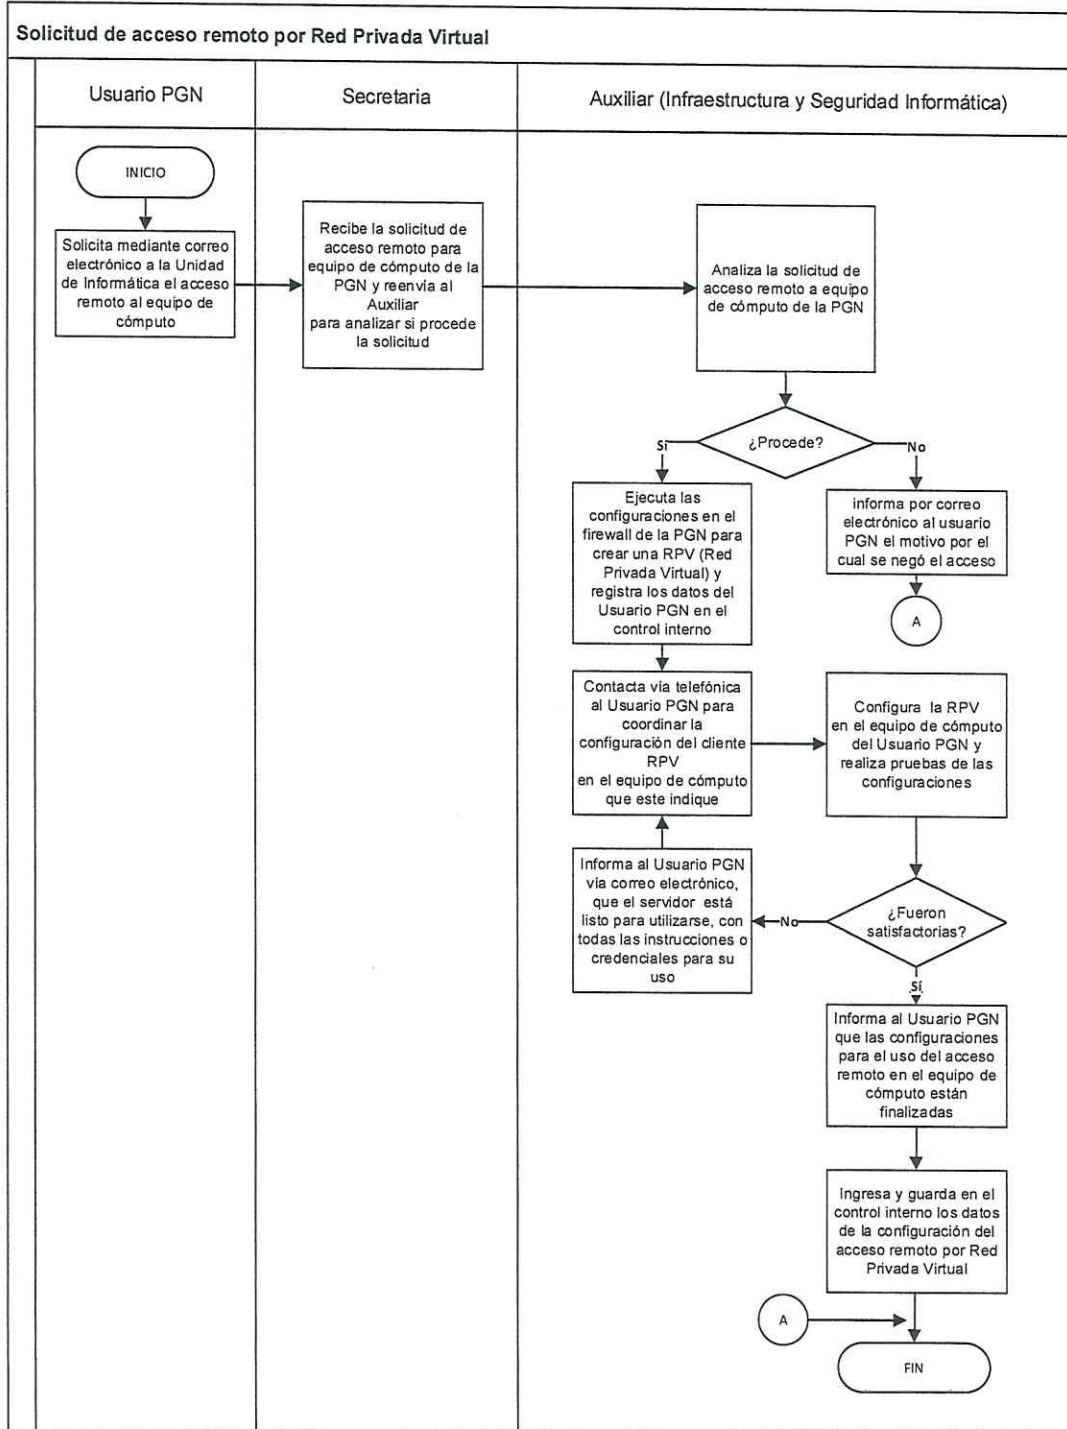 Solicitud de acceso remoto por Red Privada Virtual
Usuario PGN
Secretaria
Auxiliar (Infraestructura y Seguridad Informática)
INICIO
Solicita mediante correo
electrónico a la Unidad
de Informática el acceso
remoto al equipo de
cómputo
Recibe la solicitud de
acceso remoto para
equipo de cómputo de la
PGN y reenvía al
Auxiliar
para analizar si procede
la solicitud
Analiza la solicitud de
acceso remoto a equipo
de cómputo de la PGN
¿Procede?
Sí
No
Ejecuta las
configuraciones en el
firewall de la PGN para
crear una RPV (Red
Privada Virtual) y
registra los datos del
Usuario PGN en el
control interno
informa por correo
electrónico al usuario
PGN el motivo por el
cual se negó el acceso
A
Contacta vía telefónica
al Usuario PGN para
coordinar la
configuración del cliente
RPV
en el equipo de cómputo
que este indique
Configura la RPV
en el equipo de cómputo
del Usuario PGN y
realiza pruebas de las
configuraciones
Informa al Usuario PGN
vía correo electrónico,
que el servidor está
listo para utilizarse, con
todas las instrucciones o
credenciales para su
uso
No
¿Fueron
satisfactorias?
Sí
Informa al Usuario PGN
que las configuraciones
para el uso del acceso
remoto en el equipo de
cómputo están
finalizadas
Ingresa y guarda en el
control interno los datos
de la configuración del
acceso remoto por Red
Privada Virtual
A
FIN